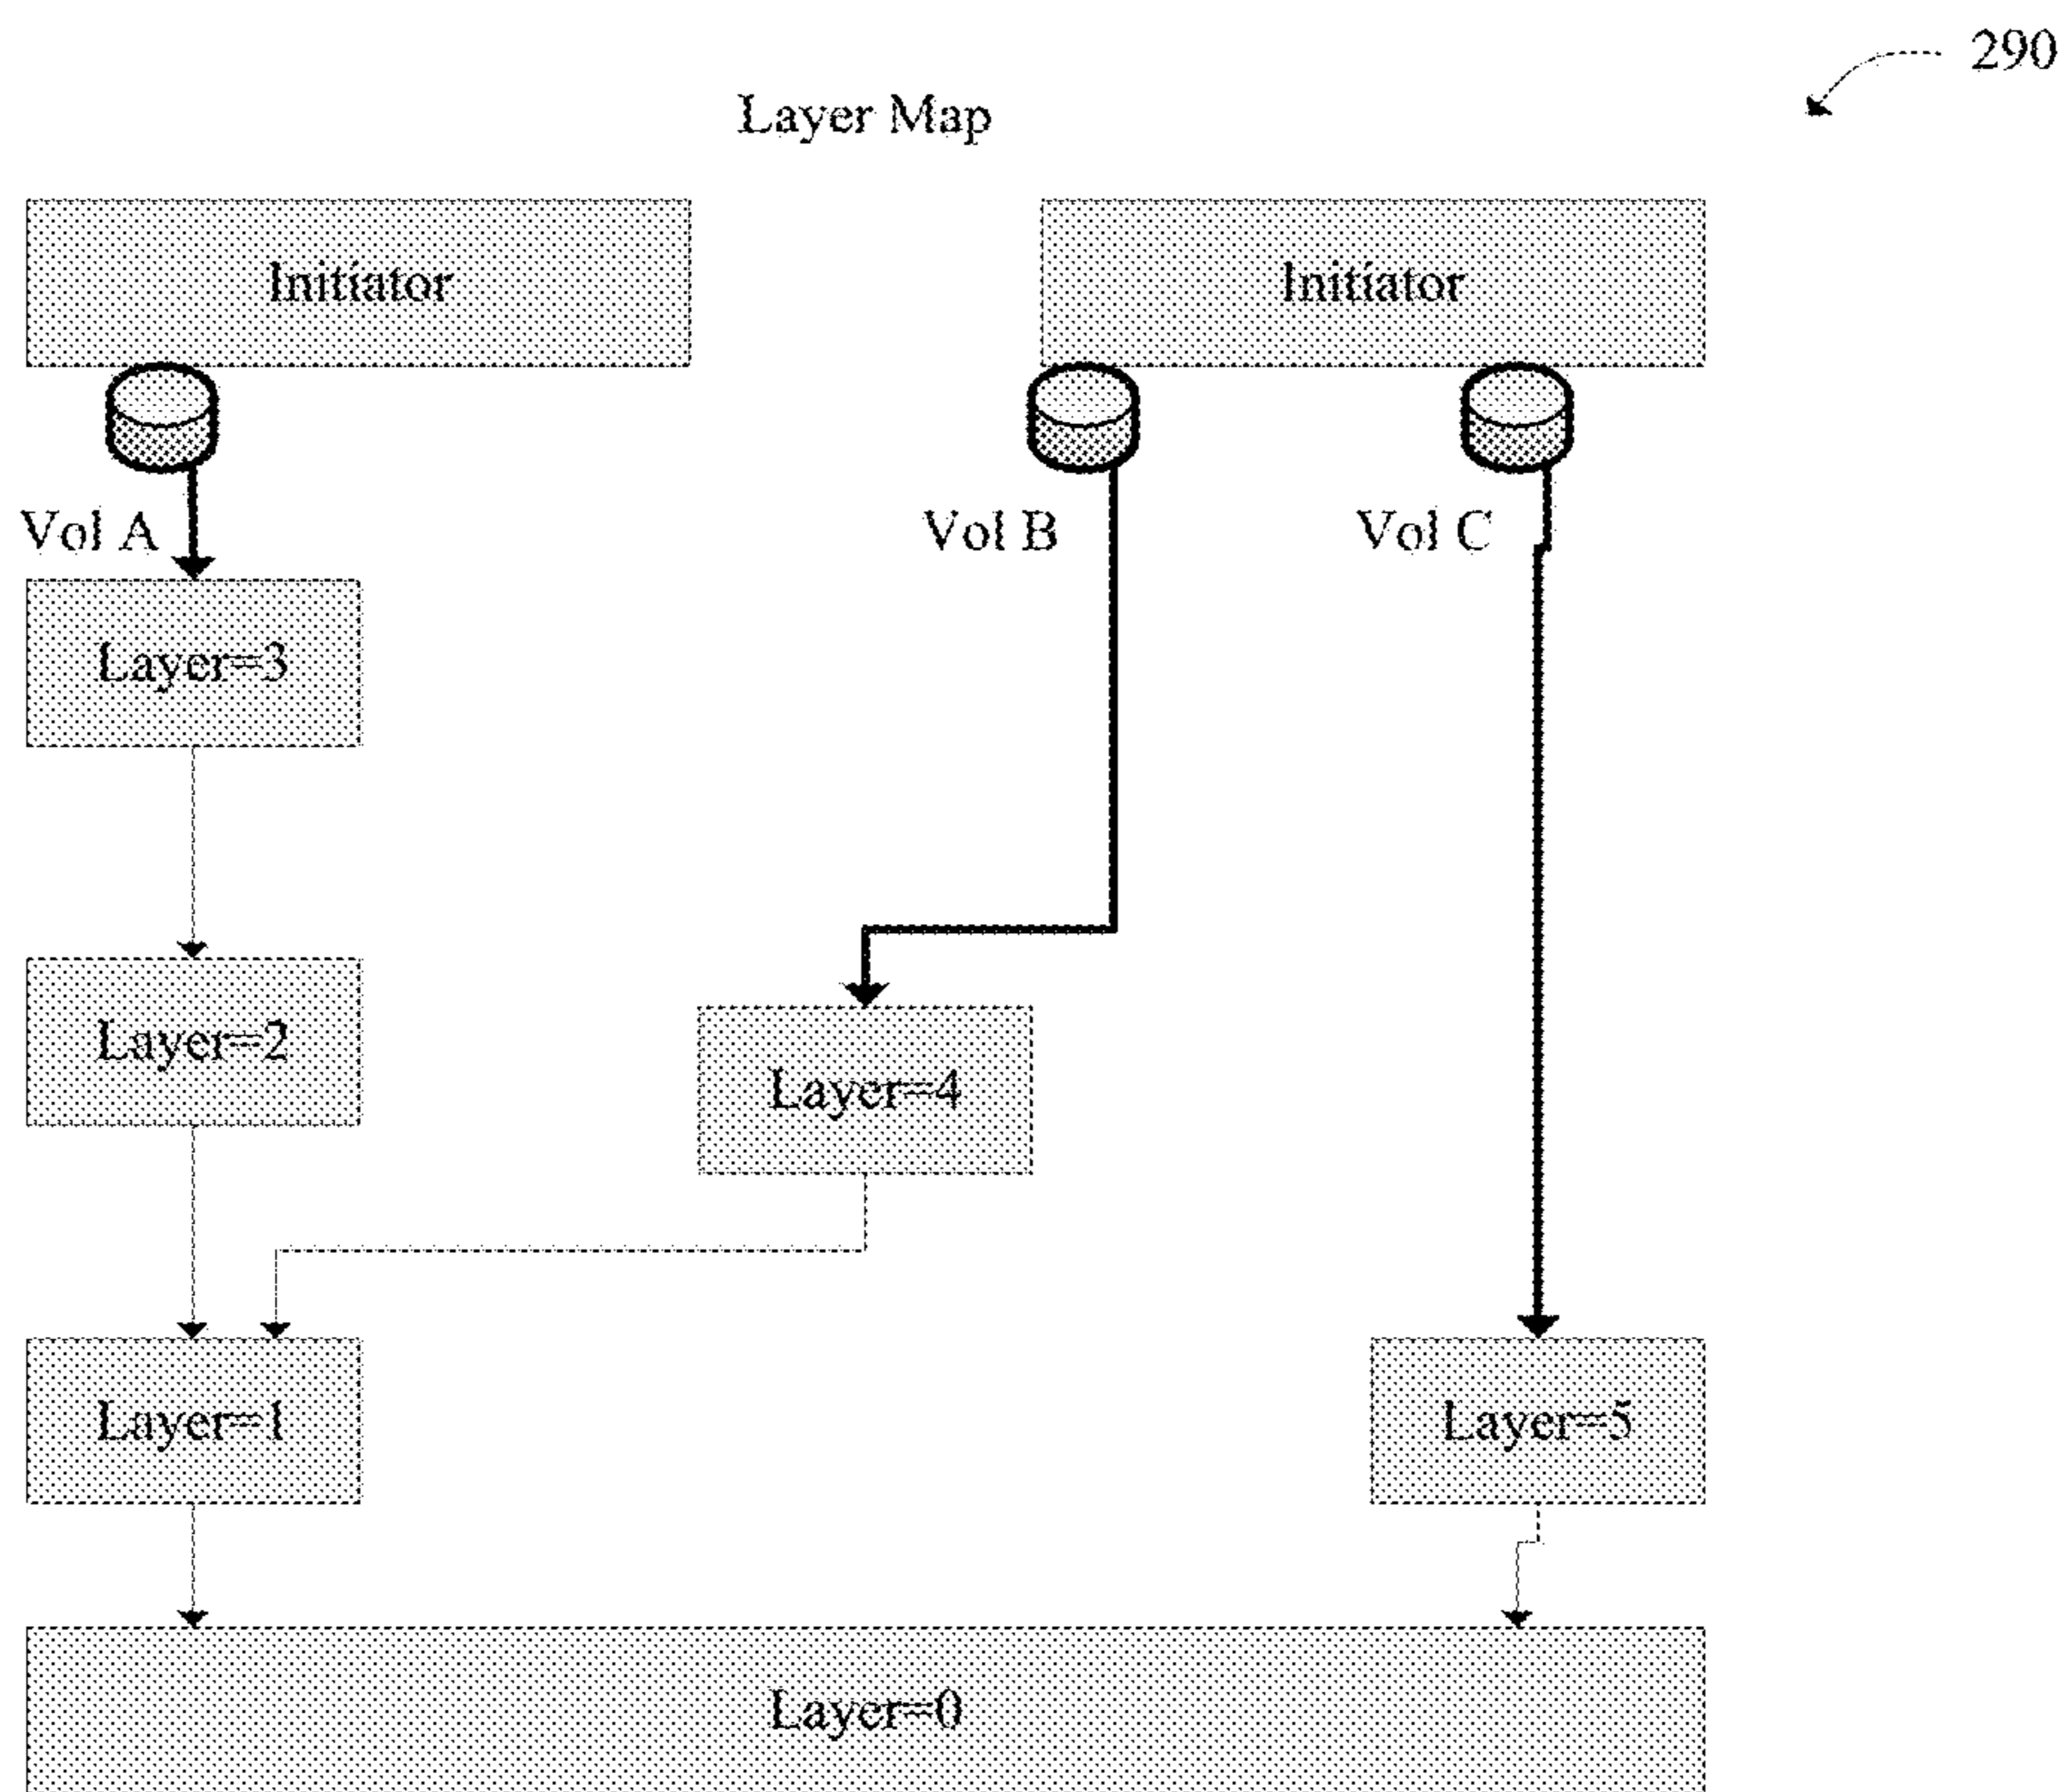 290
Layer Map
Initiator
Initiator
Vol A
Vol B
Vol C
Layer=3
Layer=2
Layer=4
Layer=1
Layer=5
Layer=0